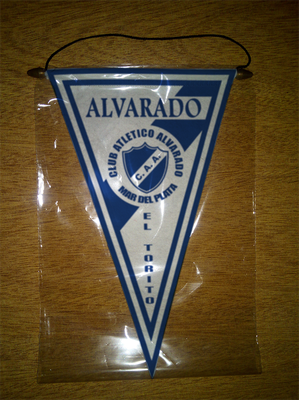 ALVARADO
CLUB ATLETICO ALVARADO
C.A.A.
MAR DEL PLATA
EL TORITO